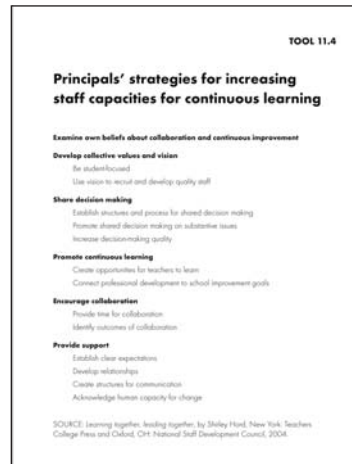 TOOL 11.4
Principals’ strategies for increasing
staff capacities for continuous learning
Examine own beliefs about collaboration and continuous improvement
Develop collective values and vision
Be student-focused
Use vision to recruit and develop quality staff
Share decision making
Establish structures and process for shared decision making
Promote shared decision making on substantive issues
Increase decision-making quality
Promote continuous learning
Create opportunities for teachers to learn
Connect professional development to school improvement goals
Encourage collaboration
Provide time for collaboration
Identify outcomes of collaboration
Provide support
Establish clear expectations
Develop relationships
Create structures for communication
Acknowledge human capacity for change
SOURCE: Learning together, leading together, by Shirley Hord, New York: Teachers
College Press and Oxford, OH: National Staff Development Council, 2004.